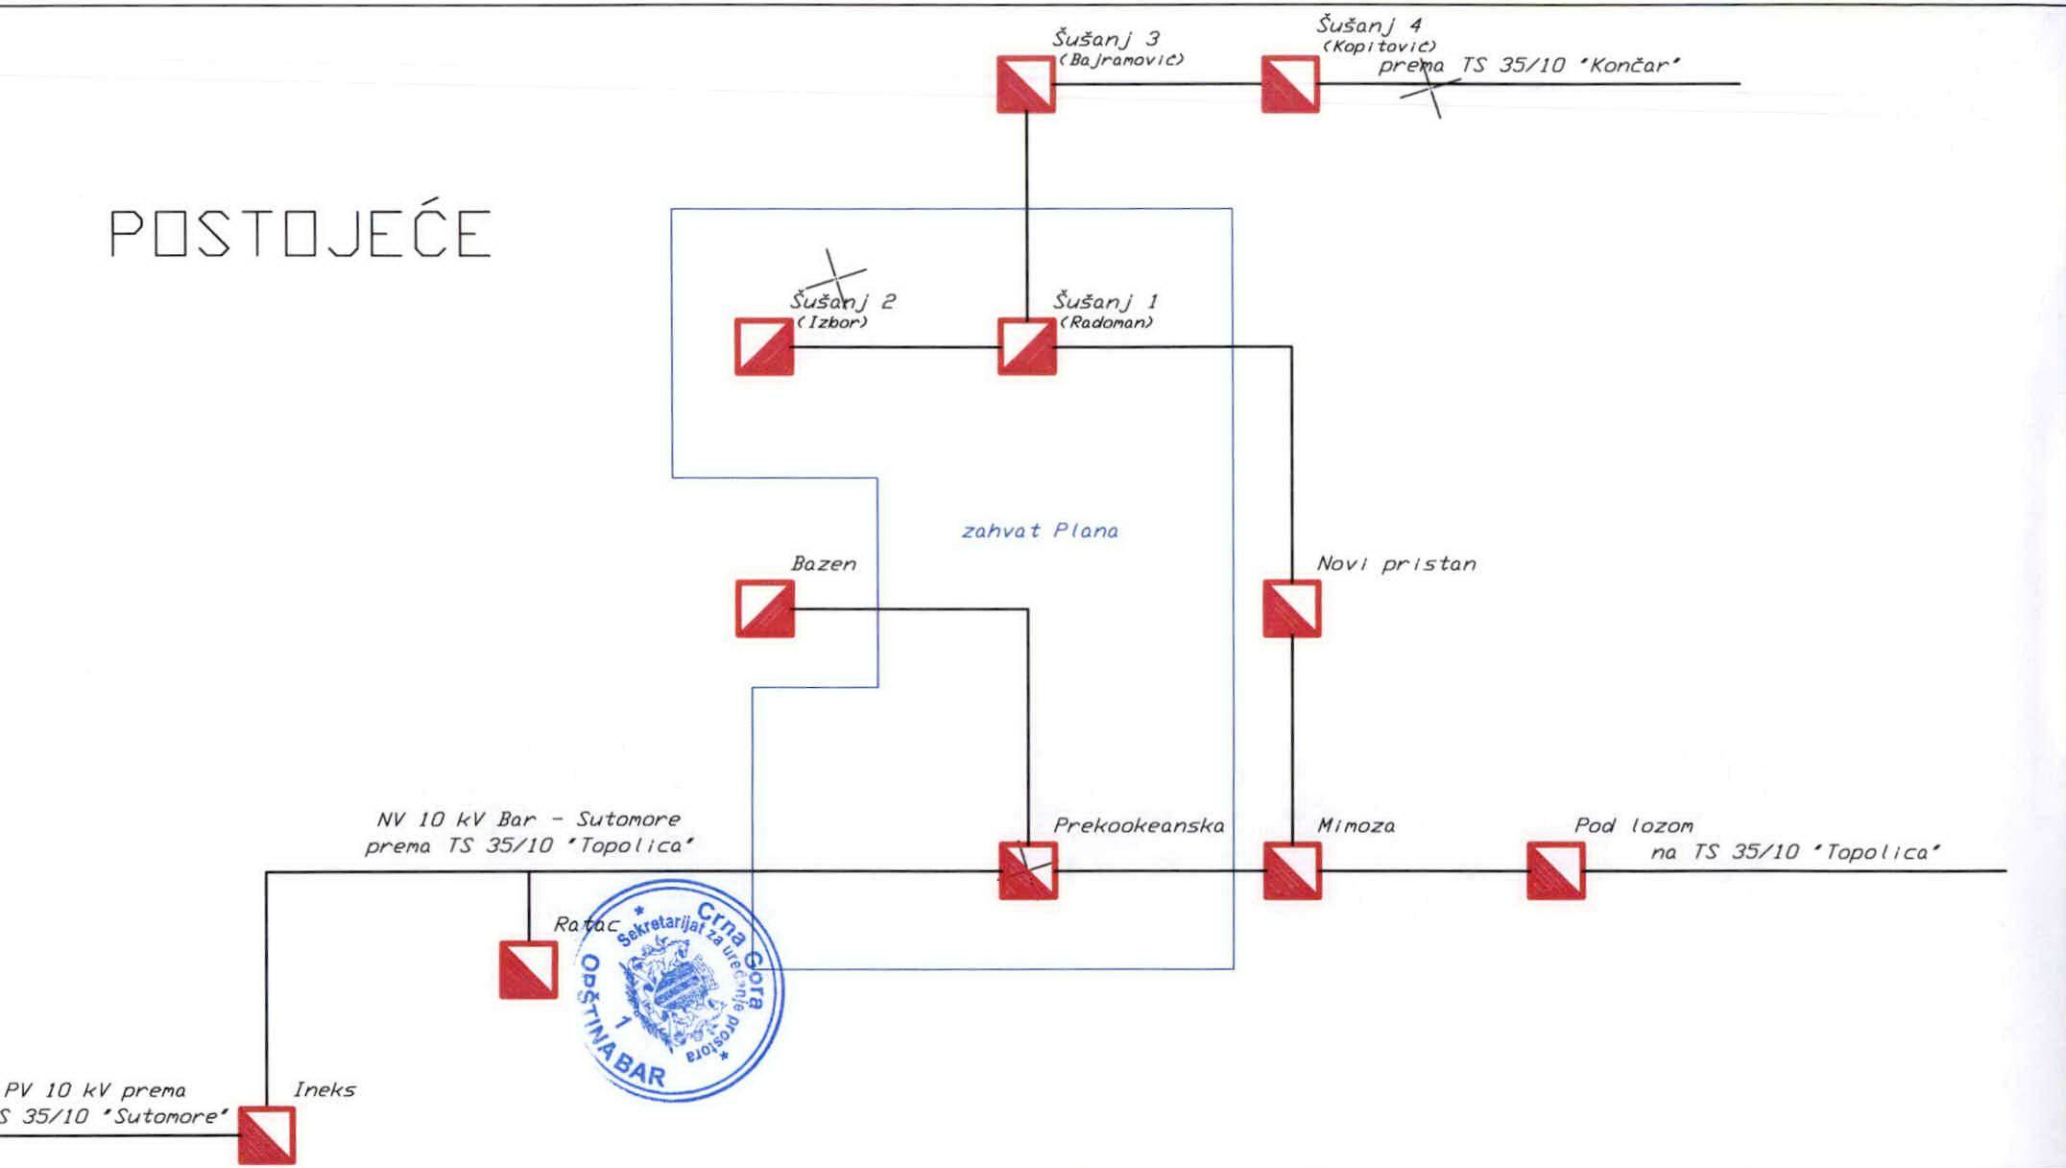 Šušanj 3
(Bajramović)
Šušanj 4
(Kopitović)
prema TS 35/10 "Končar"
POSTOJEĆE
Šušanj 2
(Izbor)
Šušanj 1
(Radoman)
zahvat Plana
Bazen
Novi pristan
NV 10 kV Bar - Sutomore
prema TS 35/10 "Topolica"
Prekookeanska
Mimoza
Pod lozom
na TS 35/10 "Topolica"
Ratac
Crna Gora
Sekretarijat za uređenje prostora
OPŠTINA BAR
1
PV 10 kV prema
S 35/10 "Sutomore"
Ineks